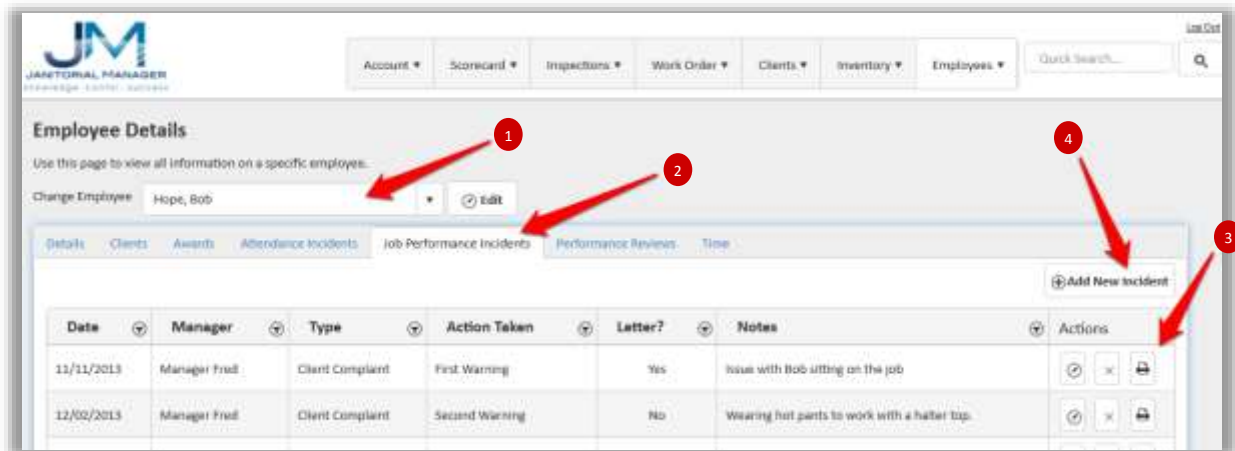 Log Out
JM
JANITORIAL MANAGER
Account Scorecard Inspections Work Order Clients Inventory Employees Quick Search...
Employee Details
1
4
Use this page to view all information on a specific employee.
2
Change Employee Hope, Bob Edit
3
Details Clients Awards Attendance Incidents Job Performance Incidents Performance Reviews Time
Add New Incident
Date Manager Type Action Taken Letter? Notes Actions
11/11/2013 Manager Fred Client Complaint First Warning Yes Issue with Bob sitting on the job
12/02/2013 Manager Fred Client Complaint Second Warning No Wearing hot pants to work with a halter top.